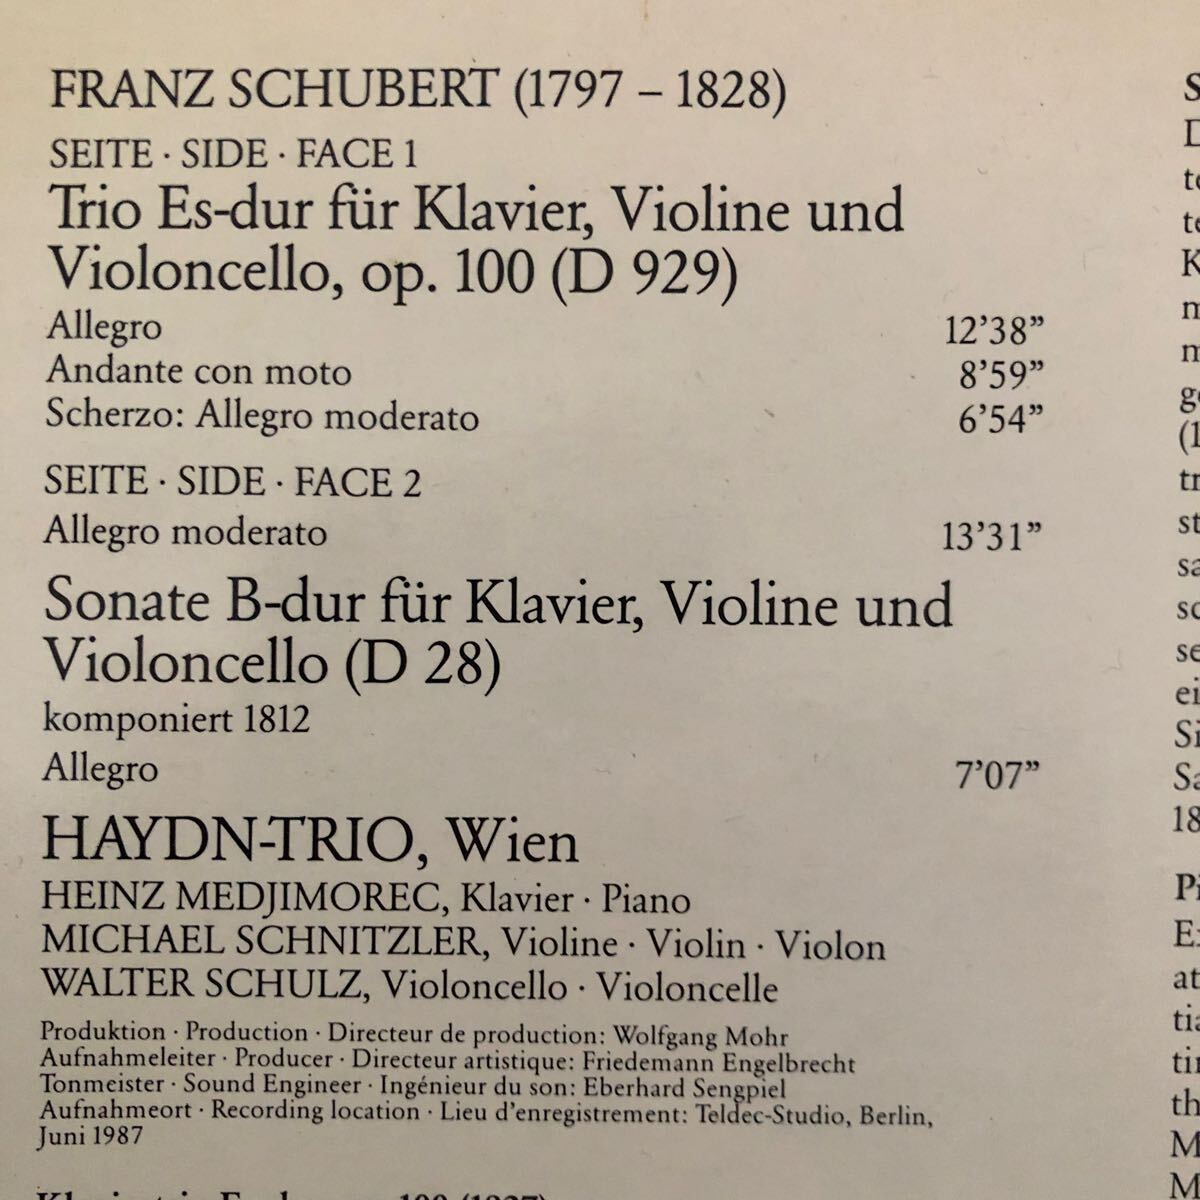 FRANZ SCHUBERT (1797 – 1828)
SEITE · SIDE · FACE 1
Trio Es-dur für Klavier, Violine und
Violoncello, op. 100 (D 929)
Allegro 12’38”
Andante con moto 8’59”
Scherzo: Allegro moderato 6’54”
SEITE · SIDE · FACE 2
Allegro moderato 13’31”
Sonate B-dur für Klavier, Violine und
Violoncello (D 28)
komponiert 1812
Allegro 7’07”
HAYDN-TRIO, Wien
HEINZ MEDJIMOREC, Klavier · Piano
MICHAEL SCHNITZLER, Violine · Violin · Violon
WALTER SCHULZ, Violoncello · Violoncelle
Produktion · Production · Directeur de production: Wolfgang Mohr
Aufnahmeleiter · Producer · Directeur artistique: Friedemann Engelbrecht
Tonmeister · Sound Engineer · Ingénieur du son: Eberhard Sengpiel
Aufnahmeort · Recording location · Lieu d’enregistrement: Teldec-Studio, Berlin,
Juni 1987